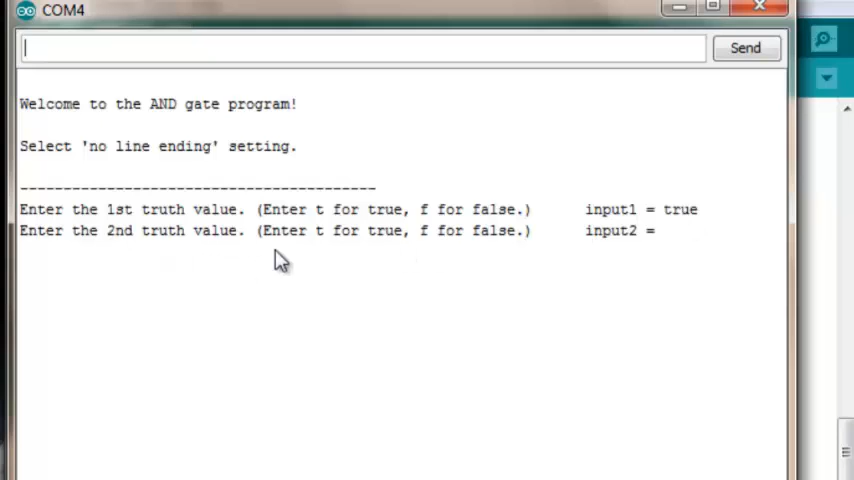 COM4
Send
Welcome to the AND gate program!
Select 'no line ending' setting.
-----------------------------------------
Enter the 1st truth value. (Enter t for true, f for false.) input1 = true
Enter the 2nd truth value. (Enter t for true, f for false.) input2 =